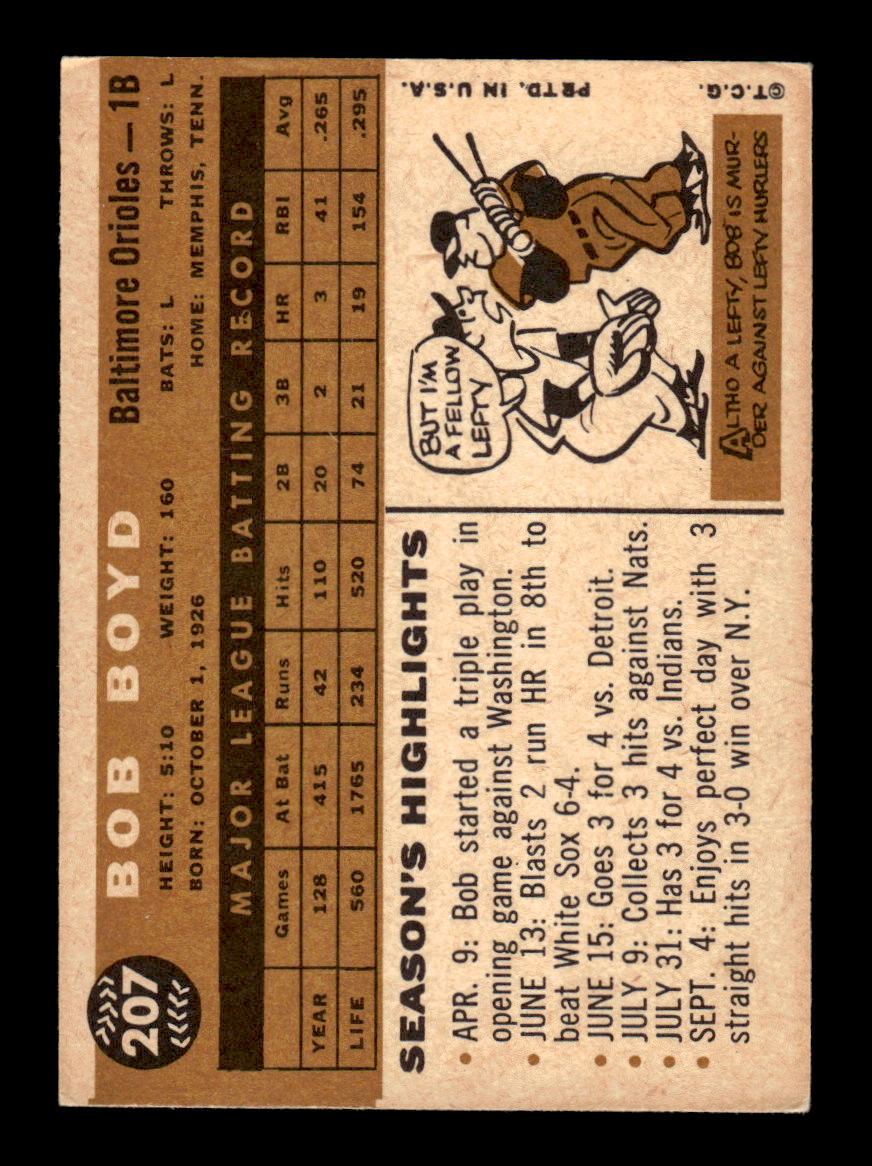 207
BOB BOYD
Baltimore Orioles — 1B
HEIGHT: 5:10 WEIGHT: 160 BATS: L THROWS: L
BORN: OCTOBER 1, 1926 HOME: MEMPHIS, TENN.
MAJOR LEAGUE BATTING RECORD
Games At Bat Runs Hits 2B 3B HR RBI Avg
YEAR 128 415 42 110 20 2 3 41 .265
LIFE 560 1765 234 520 74 21 19 154 .295
SEASON'S HIGHLIGHTS
• APR. 9: Bob started a triple play in
opening game against Washington.
• JUNE 13: Blasts 2 run HR in 8th to
beat White Sox 6-4.
• JUNE 15: Goes 3 for 4 vs. Detroit.
• JULY 9: Collects 3 hits against Nats.
• JULY 31: Has 3 for 4 vs. Indians.
• SEPT. 4: Enjoys perfect day with 3
straight hits in 3-0 win over N.Y.
BUT I'M
A FELLOW
LEFTY
ALTHO A LEFTY, BOB IS MUR-
DER AGAINST LEFTY HURLERS
©T.C.G. PRTD. IN U.S.A.